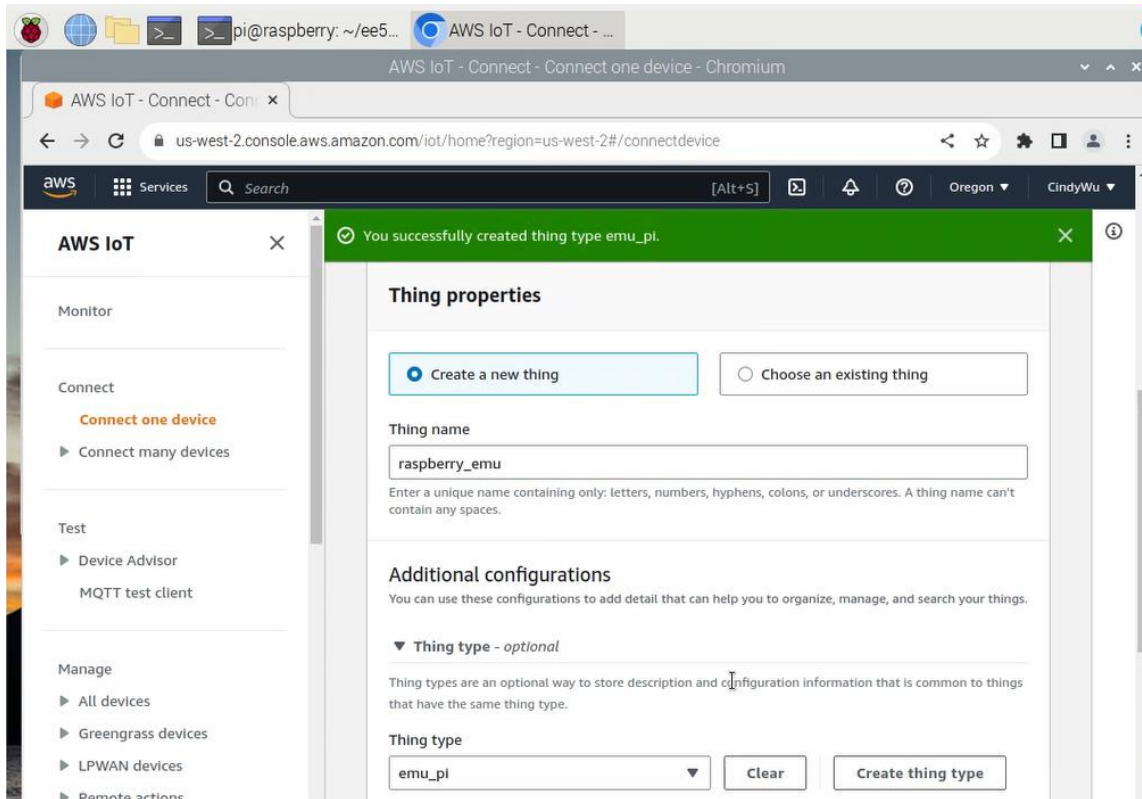 pi@raspberry: ~/ee5...
AWS IoT - Connect - ...
AWS IoT - Connect - Connect one device - Chromium
AWS IoT - Connect - Con
us-west-2.console.aws.amazon.com/iot/home?region=us-west-2#/connectdevice
aws
Services
Search
[Alt+S]
Oregon
CindyWu
AWS IoT
Monitor
Connect
Connect one device
Connect many devices
Test
Device Advisor
MQTT test client
Manage
All devices
Greengrass devices
LPWAN devices
Remote actions
You successfully created thing type emu_pi.
Thing properties
Create a new thing
Choose an existing thing
Thing name
raspberry_emu
Enter a unique name containing only: letters, numbers, hyphens, colons, or underscores. A thing name can't
contain any spaces.
Additional configurations
You can use these configurations to add detail that can help you to organize, manage, and search your things.
Thing type - optional
Thing types are an optional way to store description and configuration information that is common to things
that have the same thing type.
Thing type
emu_pi
Clear
Create thing type